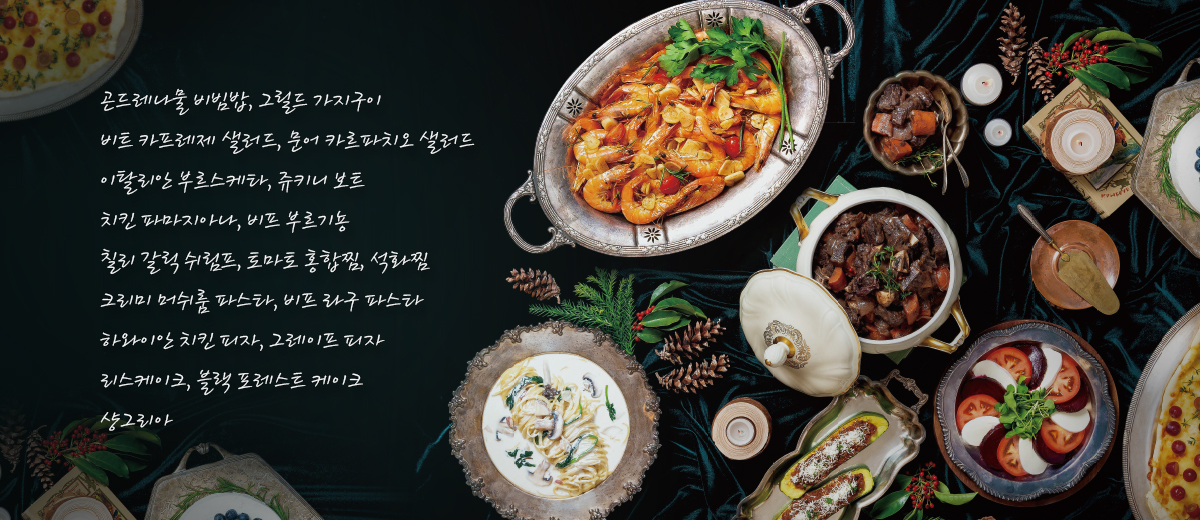 곤드레나물 비빔밥, 그릴드 가지구이
비트 카프레제 샐러드, 문어 카르파치오 샐러드
이탈리안 부르스케타, 쥬키니 보트
치킨 파마지아나, 비프 부르기뇽
칠리 갈릭 쉬림프, 토마토 홍합찜, 석화찜
크리미 머쉬룸 파스타, 비프 라구 파스타
하와이안 치킨 피자, 그레이프 피자
리스케이크, 블랙 포레스트 케이크
샹그리아